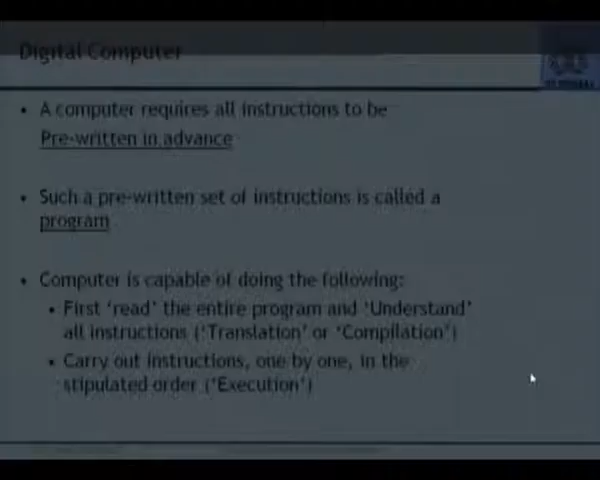 Digital Computer
• A computer requires all instructions to be
Pre-written in advance
• Such a pre-written set of instructions is called a
program
• Computer is capable of doing the following:
• First ‘read’ the entire program and ‘Understand’
all instructions (‘Translation’ or ‘Compilation’)
• Carry out instructions, one by one, in the
stipulated order (‘Execution’)